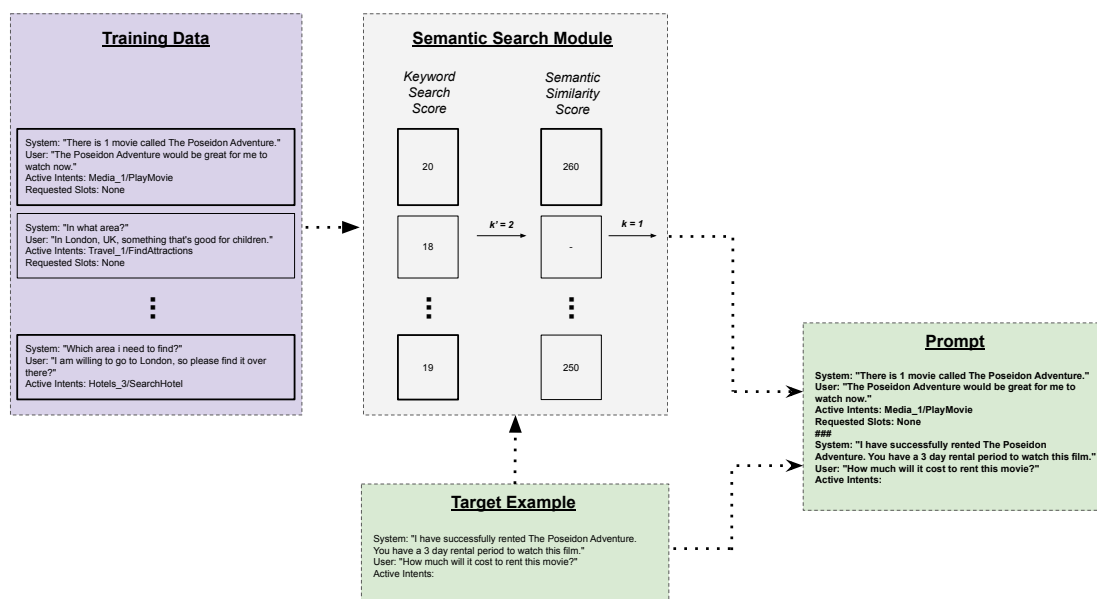 Training Data
System: "There is 1 movie called The Poseidon Adventure."
User: "The Poseidon Adventure would be great for me to
watch now."
Active Intents: Media_1/PlayMovie
Requested Slots: None
System: "In what area?"
User: "In London, UK, something that's good for children."
Active Intents: Travel_1/FindAttractions
Requested Slots: None
System: "Which area i need to find?"
User: "I am willing to go to London, so please find it over
there?"
Active Intents: Hotels_3/SearchHotel
Semantic Search Module
Keyword
Search
Score
Semantic
Similarity
Score
20
260
18
k' = 2
-
k = 1
19
250
Target Example
System: "I have successfully rented The Poseidon Adventure.
You have a 3 day rental period to watch this film."
User: "How much will it cost to rent this movie?"
Active Intents:
Prompt
System: "There is 1 movie called The Poseidon Adventure."
User: "The Poseidon Adventure would be great for me to
watch now."
Active Intents: Media_1/PlayMovie
Requested Slots: None
###
System: "I have successfully rented The Poseidon
Adventure. You have a 3 day rental period to watch this film."
User: "How much will it cost to rent this movie?"
Active Intents: